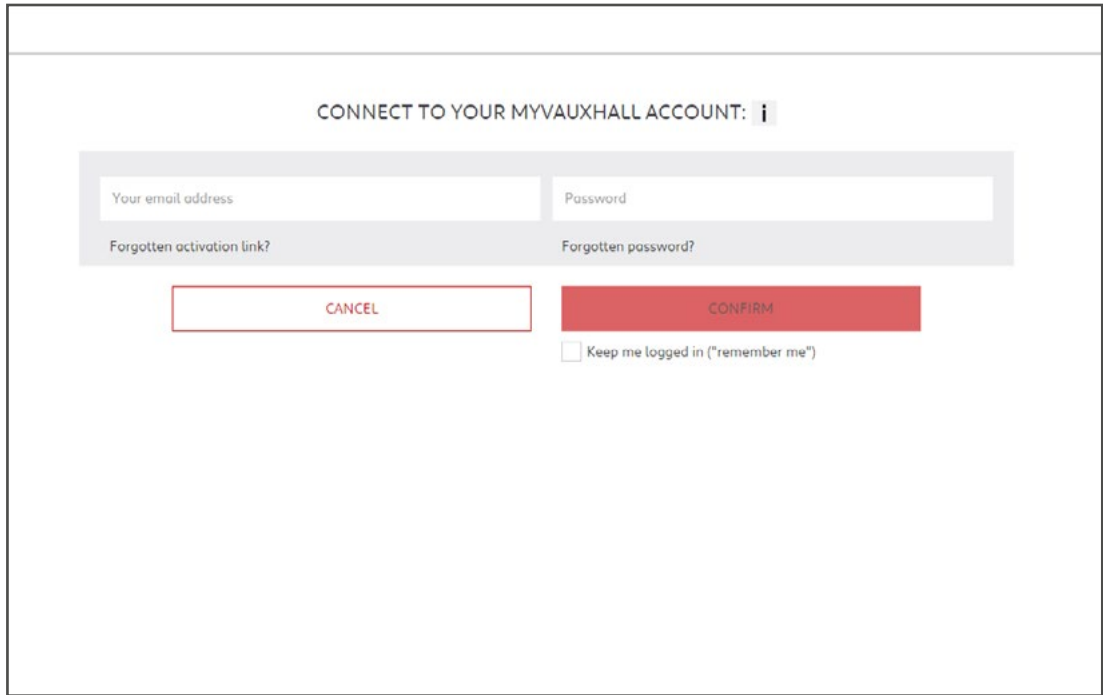 CONNECT TO YOUR MYVAUXHALL ACCOUNT: i
Your email address
Password
Forgotten activation link?
Forgotten password?
CANCEL
CONFIRM
Keep me logged in ("remember me")